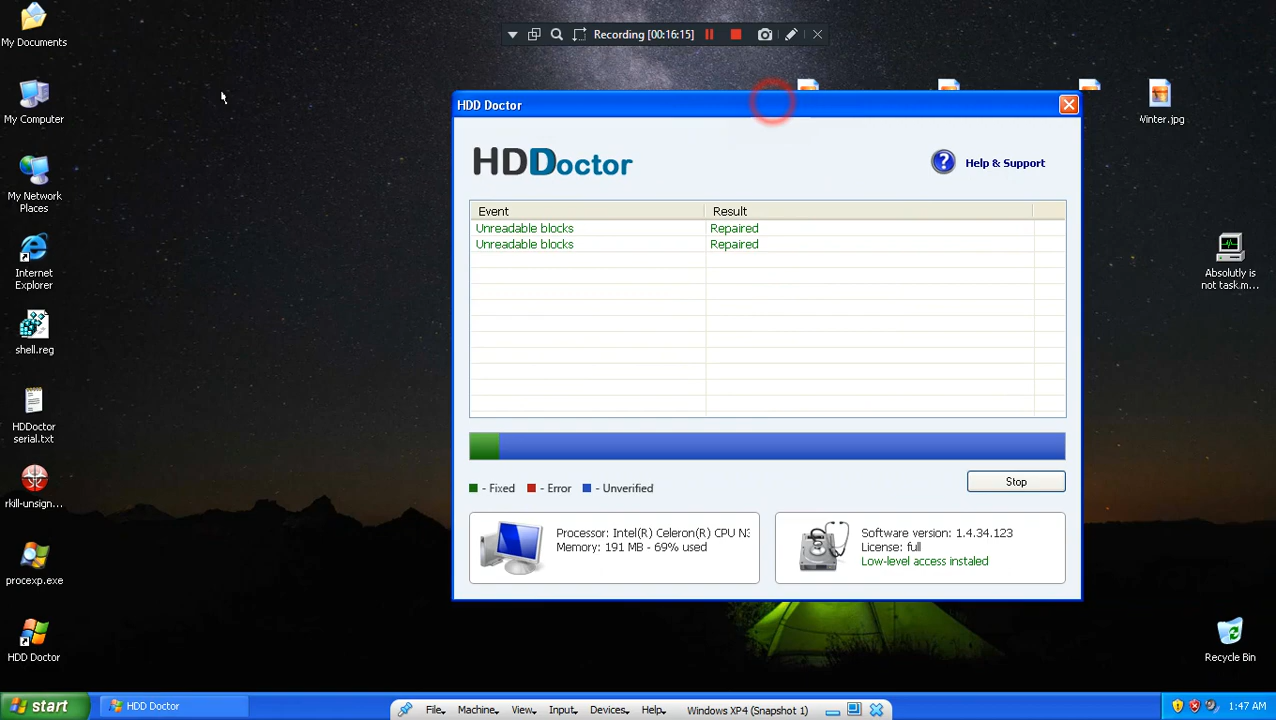 My Documents
My Computer
My Network
Places
Internet
Explorer
shell.reg
HDDoctor
serial.txt
rkill-unsign...
procexp.exe
HDD Doctor
Recording [00:16:15]
HDD Doctor
HDDoctor
Help & Support
Event Result
Unreadable blocks Repaired
Unreadable blocks Repaired
- Fixed - Error - Unverified
Stop
Processor: Intel(R) Celeron(R) CPU N3
Memory: 191 MB - 69% used
Software version: 1.4.34.123
License: full
Low-level access instaled
Winter.jpg
Absolutly is
not task.m...
Recycle Bin
start
HDD Doctor
File
Machine
View
Input
Devices
Help
Windows XP4 (Snapshot 1)
1:47 AM